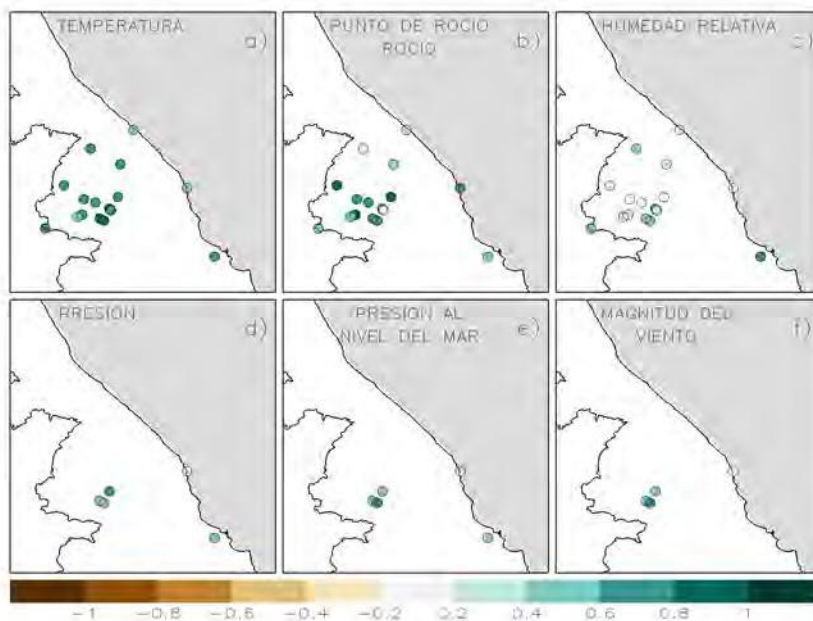 TEMPERATURA
a)
PUNTO DE ROCIO
ROCIO
b)
HUMEDAD RELATIVA
c)
PRESION
d)
PRESION AL
NIVEL DEL MAR
e)
MAGNITUD DEL
VIENTO
f)
-1 -0.8 -0.6 -0.4 -0.2 0.2 0.4 0.6 0.8 1